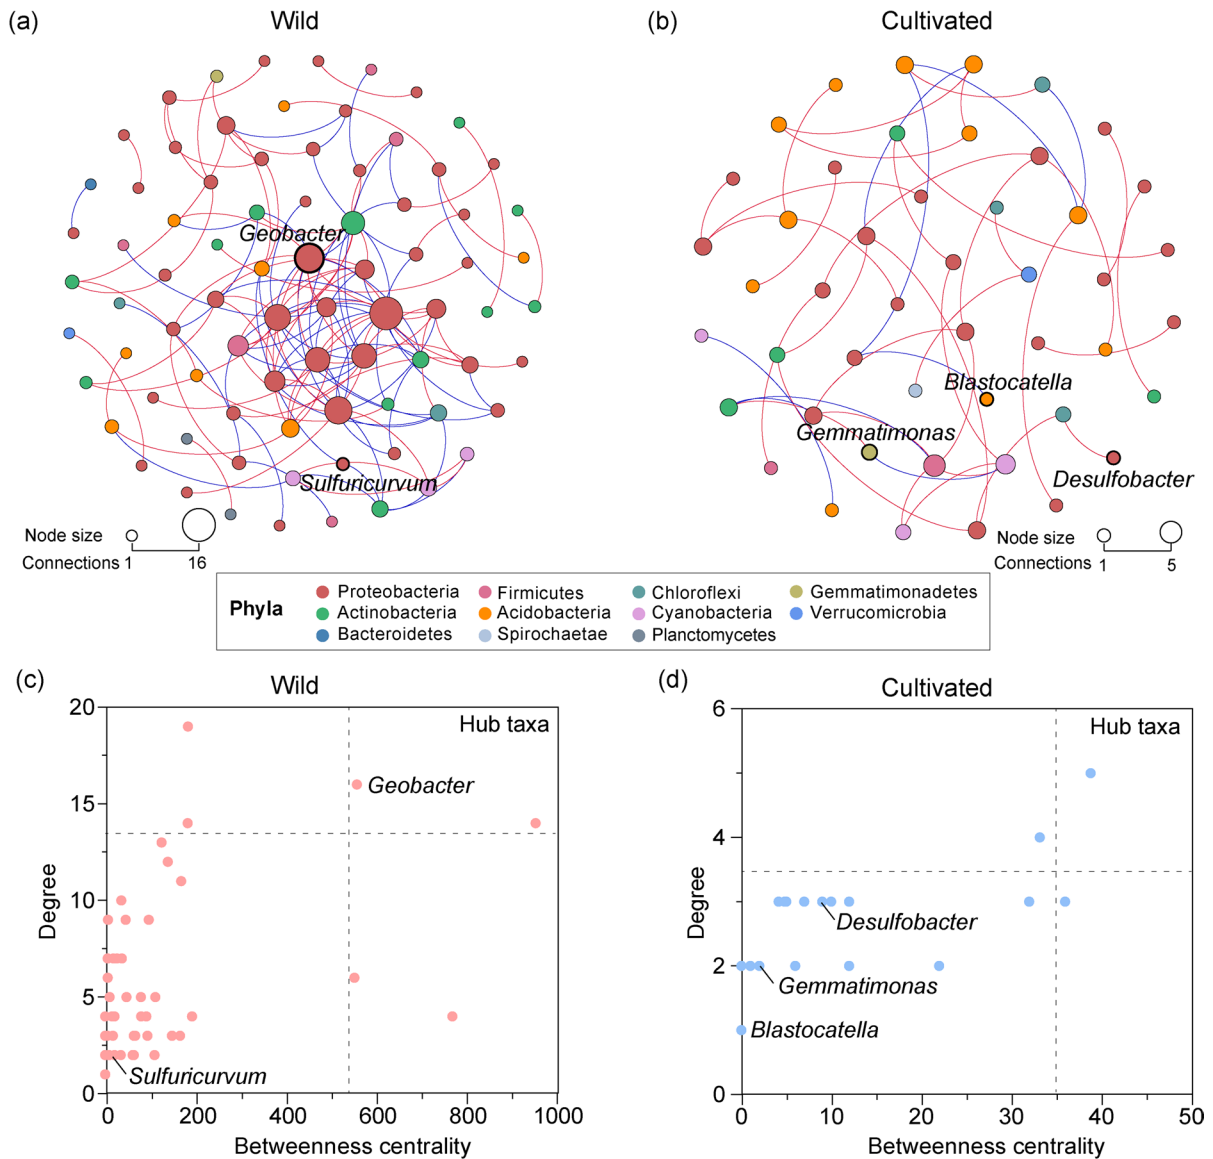 (a) Wild
Geobacter
Sulfuricurvum
Node size
Connections 1 16
(b) Cultivated
Blastocatella
Gemmatimonas
Desulfobacter
Node size
Connections 1 5
Phyla
Proteobacteria Firmicutes Chloroflexi Gemmatimonadetes
Actinobacteria Acidobacteria Cyanobacteria Verrucomicrobia
Bacteroidetes Spirochaetae Planctomycetes
(c) Wild
Hub taxa
Geobacter
Sulfuricurvum
Degree
20
15
10
5
0
0 200 400 600 800 1000
Betweenness centrality
(d) Cultivated
Hub taxa
Desulfobacter
Gemmatimonas
Blastocatella
Degree
6
4
2
0
0 10 20 30 40 50
Betweenness centrality